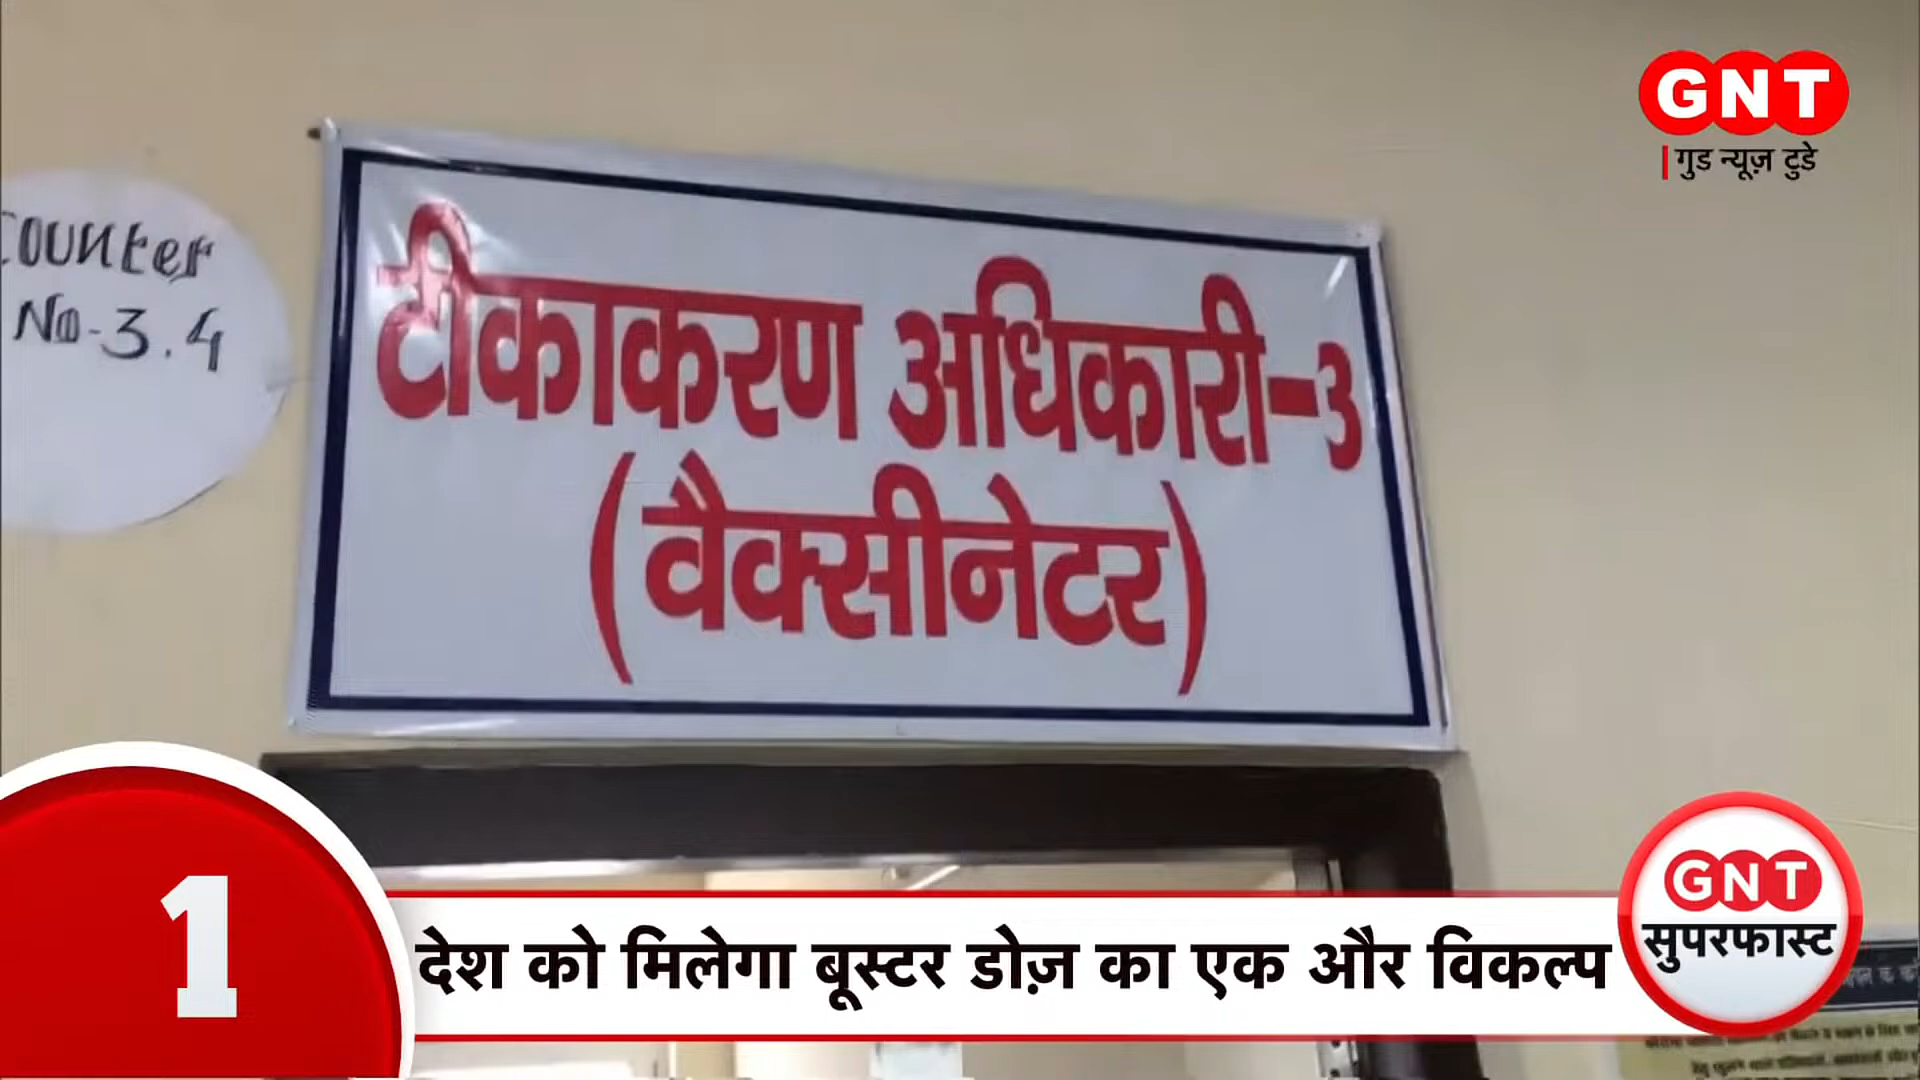 GNT
गुड न्यूज़ टुडे
Counter
No-3.4
टीकाकरण अधिकारी-3
(वैक्सीनेटर)
1
देश को मिलेगा बूस्टर डोज़ का एक और विकल्प
GNT
सुपरफास्ट